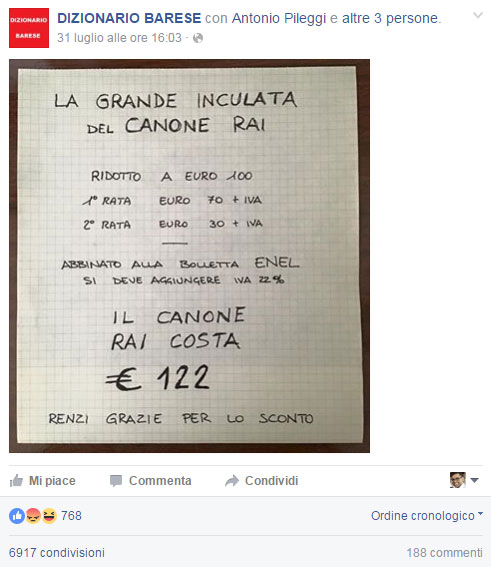 DIZIONARIO BARESE
DIZIONARIO BARESE con Antonio Pileggi e altre 3 persone.
31 luglio alle ore 16:03 ·
LA GRANDE INCULATA
DEL CANONE RAI
RIDOTTO A EURO 100
1° RATA EURO 70 + IVA
2° RATA EURO 30 + IVA
ABBINATO ALLA BOLLETTA ENEL
SI DEVE AGGIUNGERE IVA 22%
IL CANONE
RAI COSTA
€ 122
RENZI GRAZIE PER LO SCONTO
Mi piace Commenta Condividi
768 Ordine cronologico
6917 condivisioni 188 commenti